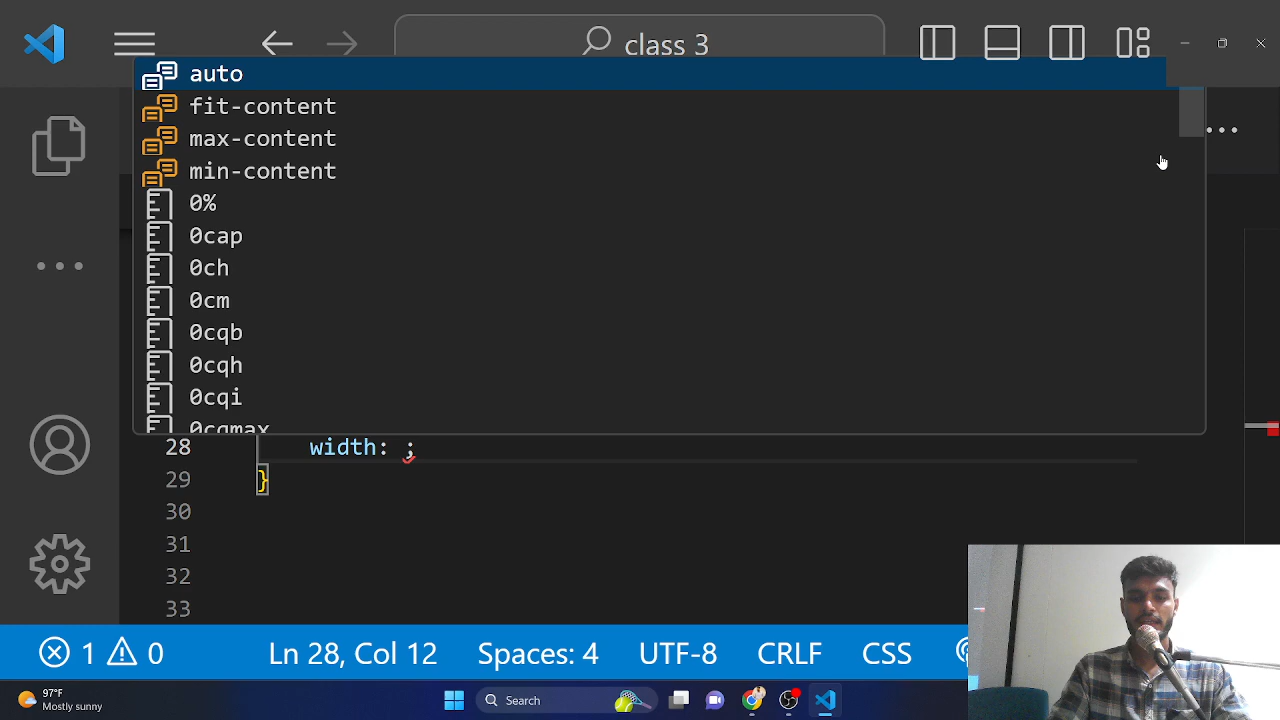 class 3
auto
fit-content
max-content
min-content
0%
0cap
0ch
0cm
0cqb
0cqh
0cqi
0cqmax
28 width: ;
29 }
30
31
32
33
1 0 Ln 28, Col 12 Spaces: 4 UTF-8 CRLF CSS
97°F
Mostly sunny
Search